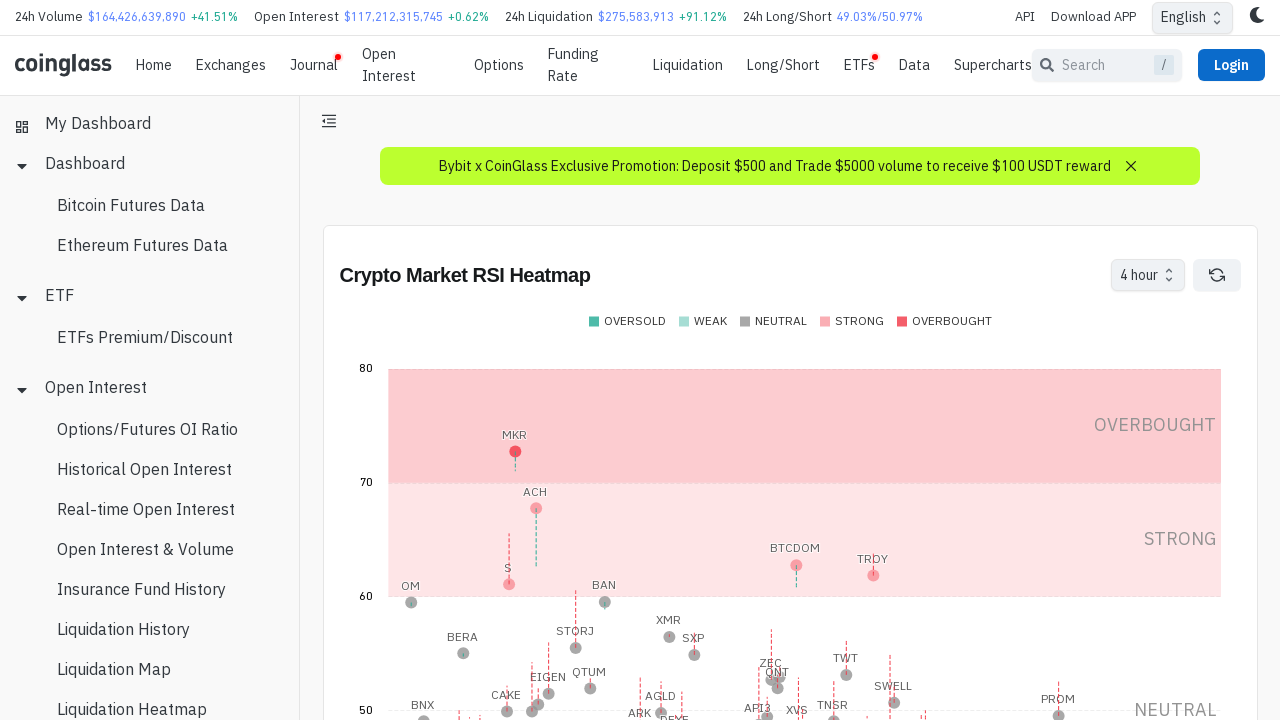 24h Volume $164,426,639,890 +41.51% Open Interest $117,212,315,745 +0.62% 24h Liquidation $275,583,913 +91.12% 24h Long/Short 49.03%/50.97% API Download APP English
coinglass Home Exchanges Journal Open Interest Options Funding Rate Liquidation Long/Short ETFs Data Supercharts Search / Login
My Dashboard
Dashboard
Bitcoin Futures Data
Ethereum Futures Data
ETF
ETFs Premium/Discount
Open Interest
Options/Futures OI Ratio
Historical Open Interest
Real-time Open Interest
Open Interest & Volume
Insurance Fund History
Liquidation History
Liquidation Map
Liquidation Heatmap
Bybit x CoinGlass Exclusive Promotion: Deposit $500 and Trade $5000 volume to receive $100 USDT reward
Crypto Market RSI Heatmap
4 hour
OVERSOLD WEAK NEUTRAL STRONG OVERBOUGHT
80
OVERBOUGHT
MKR
70
ACH
STRONG
BTCDOM
TROY
S
OM
BAN
60
XMR
STORJ
BERA
SXP
TWT
ZEC
QNT
QTUM
EIGEN
SWELL
CAKE
AGLD
PROM
BNX
TNSR
API3
XVS
ARK
50
NEUTRAL